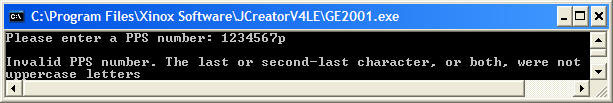 C:\Program Files\Xinox Software\JCreatorV4LE\GE2001.exe
Please enter a PPS number: 1234567p
Invalid PPS number. The last or second-last character, or both, were not
uppercase letters